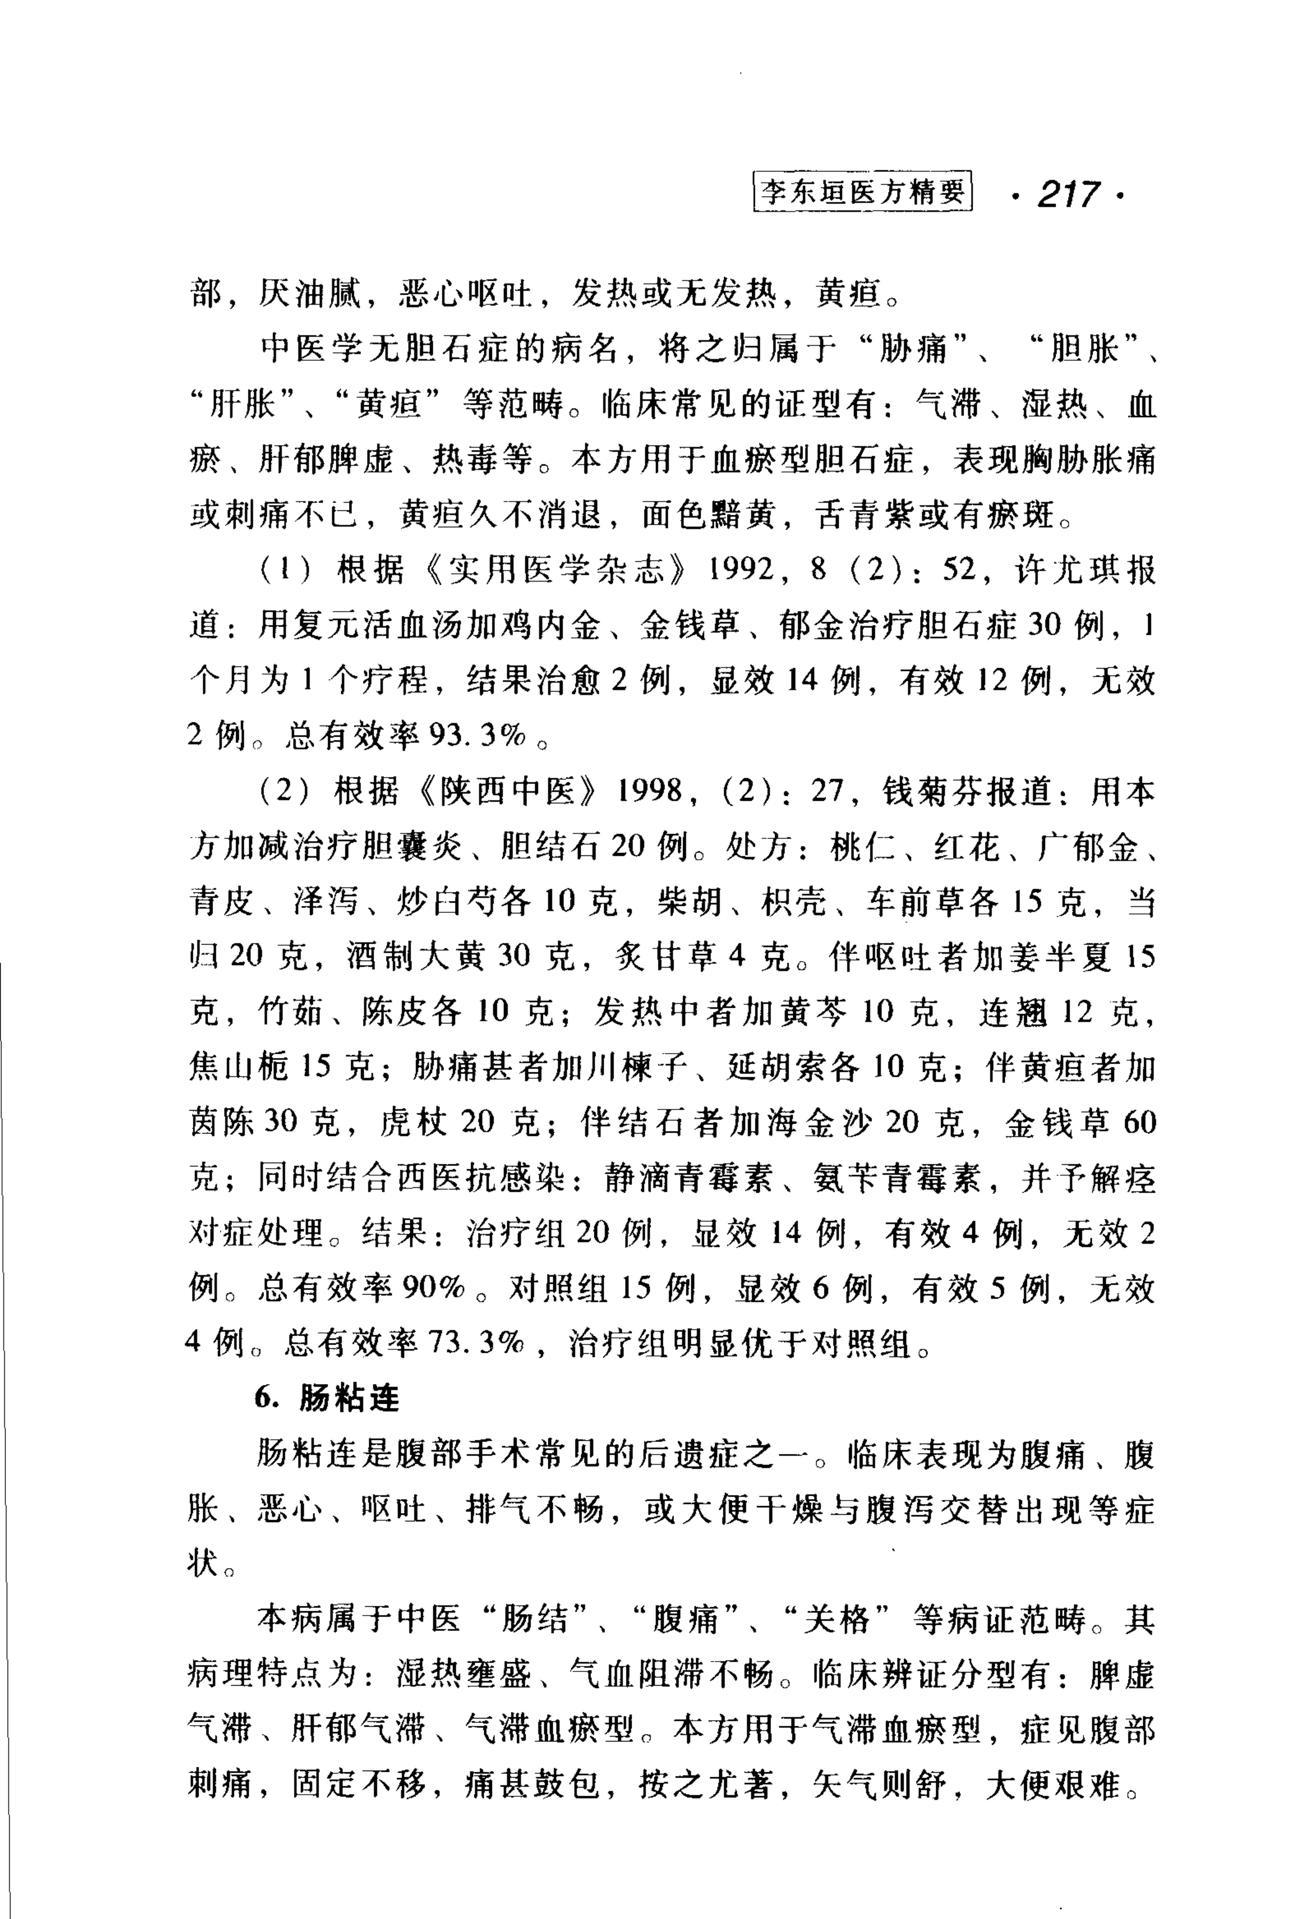 李东垣医方精要 ·217·
部，厌油腻，恶心呕吐，发热或无发热，黄疸。
中医学无胆石症的病名，将之归属于“胁痛”、“胆胀”、
“肝胀”、“黄疸”等范畴。临床常见的证型有：气滞、湿热、血
瘀、肝郁脾虚、热毒等。本方用于血瘀型胆石症，表现胸胁胀痛
或刺痛不已，黄疸久不消退，面色黯黄，舌青紫或有瘀斑。
(1) 根据《实用医学杂志》1992，8 (2)：52，许尤琪报
道：用复元活血汤加鸡内金、金钱草、郁金治疗胆石症30例，1
个月为1个疗程，结果治愈2例，显效14例，有效12例，无效
2例。总有效率93.3%。
(2) 根据《陕西中医》1998，(2)：27，钱菊芬报道：用本
方加减治疗胆囊炎、胆结石20例。处方：桃仁、红花、广郁金、
青皮、泽泻、炒白芍各10克，柴胡、枳壳、车前草各15克，当
归20克，酒制大黄30克，炙甘草4克。伴呕吐者加姜半夏15
克，竹茹、陈皮各10克；发热中者加黄芩10克，连翘12克，
焦山栀15克；胁痛甚者加川楝子、延胡索各10克；伴黄疸者加
茵陈30克，虎杖20克；伴结石者加海金沙20克，金钱草60
克；同时结合西医抗感染：静滴青霉素、氨苄青霉素，并予解痉
对症处理。结果：治疗组20例，显效14例，有效4例，无效2
例。总有效率90%。对照组15例，显效6例，有效5例，无效
4例。总有效率73.3%，治疗组明显优于对照组。
6. 肠粘连
肠粘连是腹部手术常见的后遗症之一。临床表现为腹痛、腹
胀、恶心、呕吐、排气不畅，或大便干燥与腹泻交替出现等症
状。
本病属于中医“肠结”、“腹痛”、“关格”等病证范畴。其
病理特点为：湿热壅盛、气血阻滞不畅。临床辨证分型有：脾虚
气滞、肝郁气滞、气滞血瘀型。本方用于气滞血瘀型，症见腹部
刺痛，固定不移，痛甚鼓包，按之尤著，矢气则舒，大便艰难。